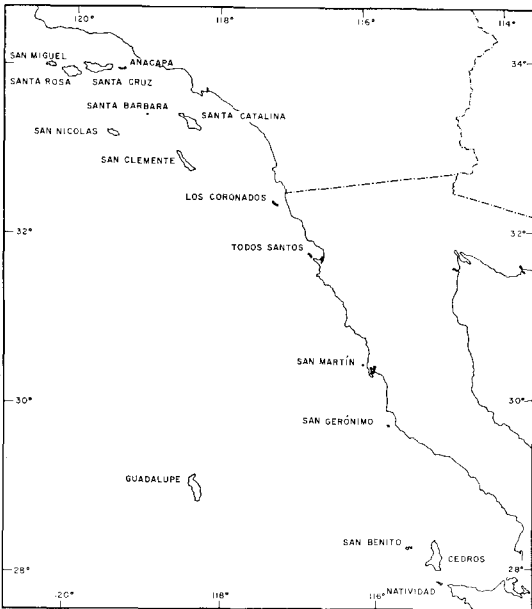 120°
118°
116°
114°
34°
34°
SAN MIGUEL
ANACAPA
SANTA ROSA
SANTA CRUZ
SANTA BARBARA
SANTA CATALINA
SAN NICOLAS
SAN CLEMENTE
LOS CORONADOS
32°
32°
TODOS SANTOS
SAN MARTÍN
30°
30°
SAN GERÓNIMO
GUADALUPE
SAN BENITO
CEDROS
28°
28°
NATIVIDAD
120°
118°
116°
114°